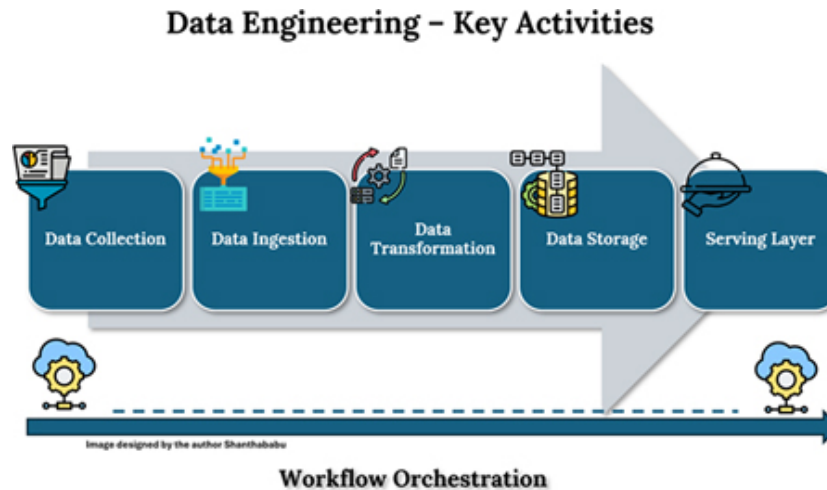 Data Engineering – Key Activities
Data Collection
Data Ingestion
Data
Transformation
Data Storage
Serving Layer
Image designed by the author Shanthababu
Workflow Orchestration